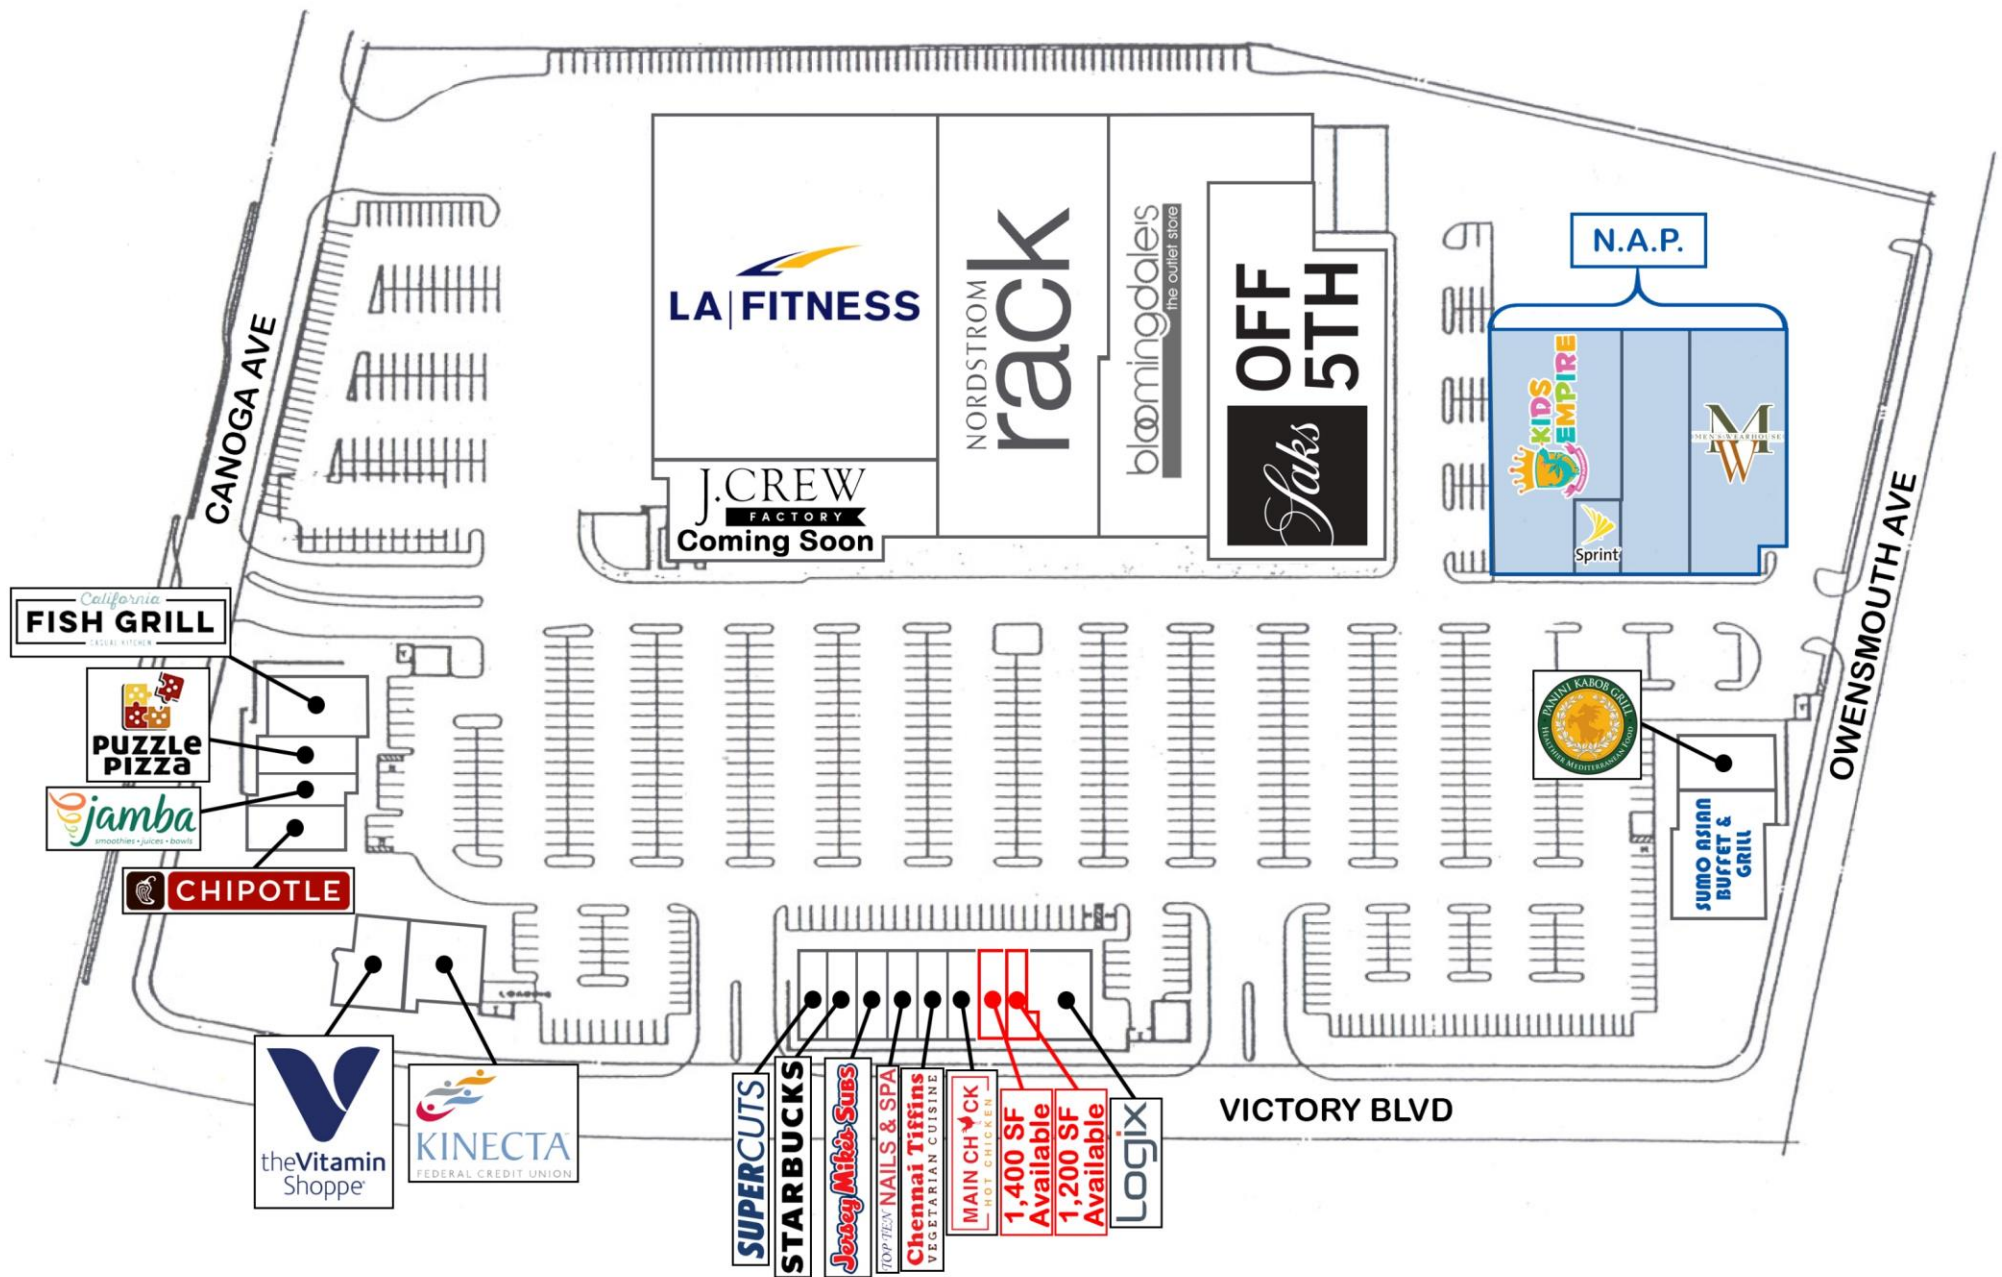 N.A.P.
LA FITNESS
NORDSTROM
rack
bloomingdale's
the outlet store
OFF
5TH
Saks
KIDS
EMPIRE
M
MEN'S WEARHOUSE
W
Sprint
J.CREW
FACTORY
Coming Soon
CANOGA AVE
OWENSMOUTH AVE
California
FISH GRILL
CASUAL KITCHEN
PUZZLE
PIZZA
jamba
smoothies • juices • bowls
CHIPOTLE
PANINI KABOB GRILL
HEALTHIER MEDITERRANEAN FOOD
SUMO ASIAN
BUFFET &
GRILL
LOADING
theVitamin
Shoppe
KINECTA
FEDERAL CREDIT UNION
SUPERCUTS
STARBUCKS
Jersey Mike's Subs
TOP TEN NAILS & SPA
Chennai Tiffins
VEGETARIAN CUISINE
MAIN CHICK
HOT CHICKEN
1,400 SF
Available
1,200 SF
Available
Logix
VICTORY BLVD